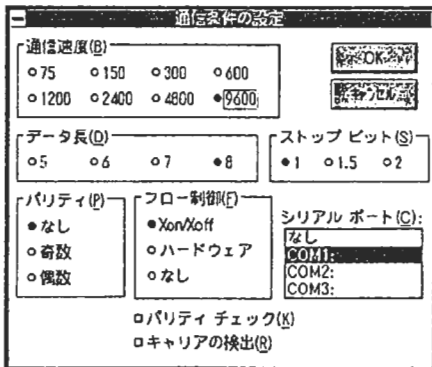 通信条件の設定
通信速度(B)
75 150 300 600
1200 2400 4800 9600
OK
キャンセル
データ長(D)
5 6 7 8
ストップ ビット(S)
1 1.5 2
パリティ(P)
なし
奇数
偶数
フロー制御(F)
Xon/Xoff
ハードウェア
なし
シリアル ポート(C):
なし
COM1:
COM2:
COM3:
パリティ チェック(K)
キャリアの検出(R)